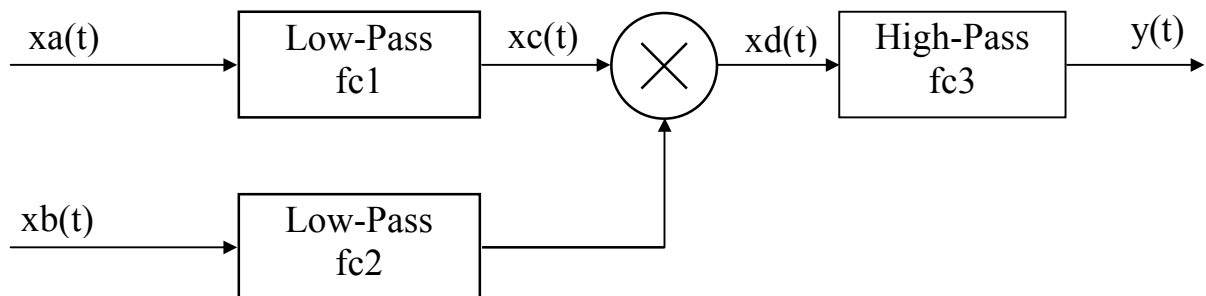 xa(t)
Low-Pass
fc1
xc(t)
xd(t)
High-Pass
fc3
y(t)
xb(t)
Low-Pass
fc2